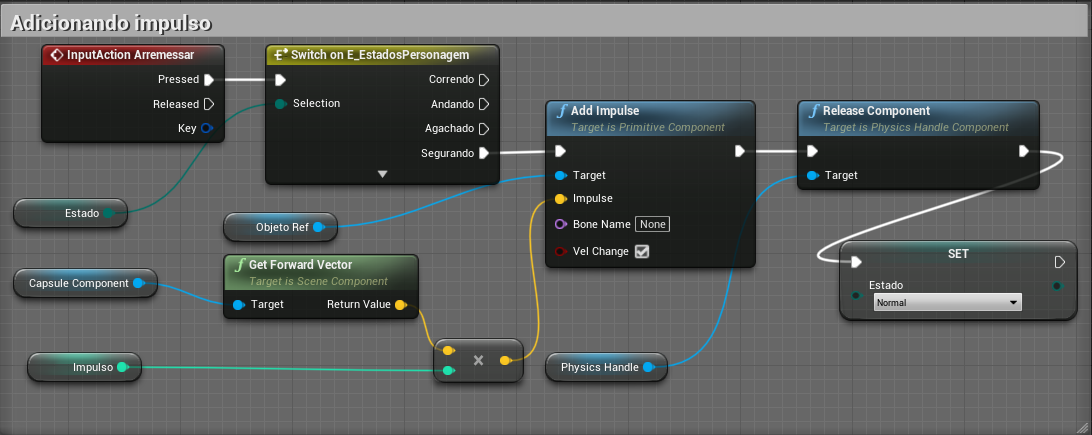 Adicionando impulso
InputAction Arremessar
Pressed
Released
Key
Switch on E_EstadosPersonagem
Selection
Correndo
Andando
Agachado
Segurando
Add Impulse
Target is Primitive Component
Target
Impulse
Bone Name None
Vel Change
Release Component
Target is Physics Handle Component
Target
Estado
Objeto Ref
Capsule Component
Get Forward Vector
Target is Scene Component
Target
Return Value
SET
Estado
Normal
Impulso
×
Physics Handle